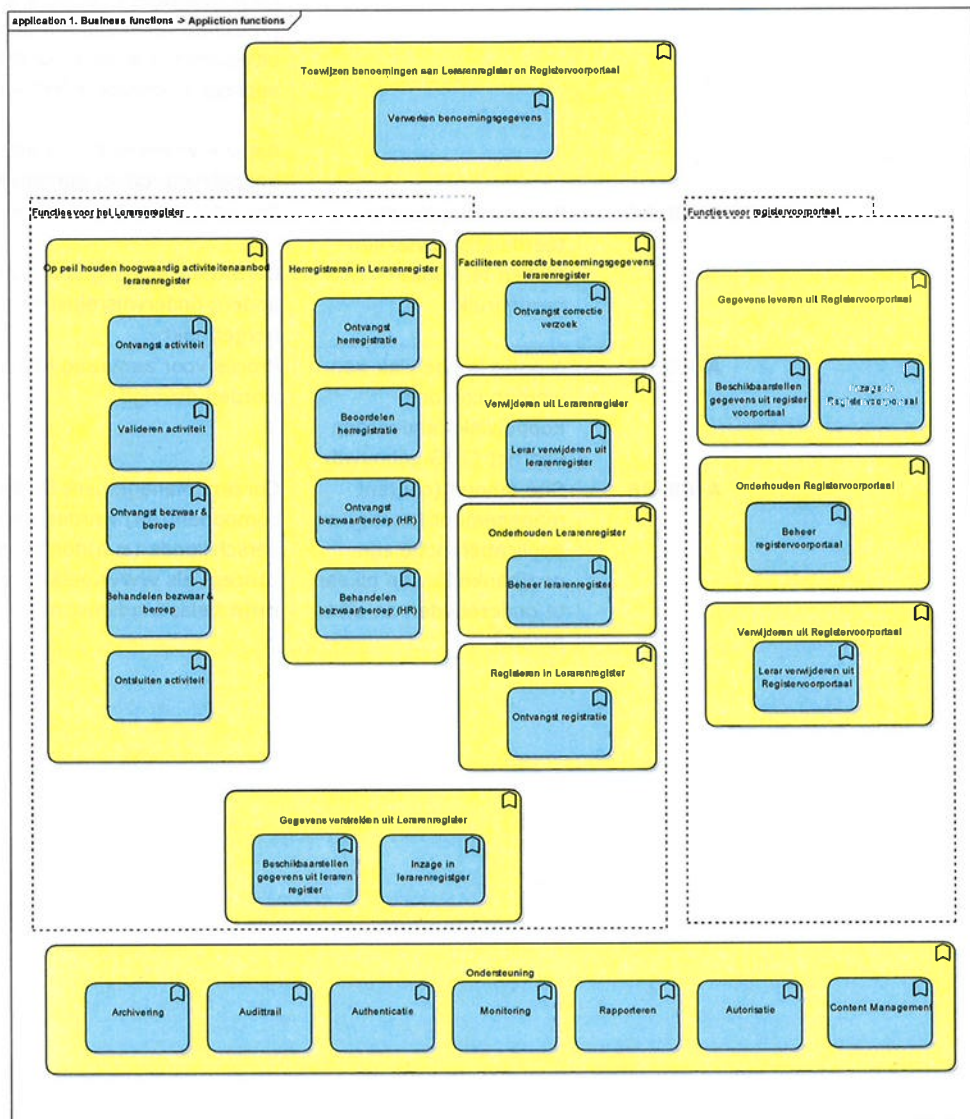 application 1. Business functions -> Appliction functions
Toewijzen benoemingen aan Lerarenregister en Registervoorportaal
Verwerken benoemingsgegevens
Functies voor het Lerarenregister
Op peil houden hoogwaardig activiteitenaanbod
lerarenregister
Ontvangst activiteit
Valideren activiteit
Ontvangst bezwaar &
beroep
Behandelen bezwaar &
beroep
Ontsluiten activiteit
Herregistreren in Lerarenregister
Ontvangst
herregistratie
Beoordelen
herregistratie
Ontvangst
bezwaar/beroep (HR)
Behandelen
bezwaar/beroep (HR)
Faciliteren correcte benoemingsgegevens
lerarenregister
Ontvangst correctie
verzoek
Verwijderen uit Lerarenregister
Lerar verwijderen uit
lerarenregister
Onderhouden Lerarenregister
Beheer lerarenregister
Registeren in Lerarenregister
Ontvangst registratie
Gegevens verstrekken uit Lerarenregister
Beschikbaarstellen
gegevens uit leraren
register
Inzage in
lerarenregistger
Functies voor registervoorportaal
Gegevens leveren uit Registervoorportaal
Beschikbaarstellen
gegevens uit register
voorportaal
Inzage in
Registervoorportaal
Onderhouden Registervoorportaal
Beheer
registervoorportaal
Verwijderen uit Registervoorportaal
Lerar verwijderen uit
Registervoorportaal
Ondersteuning
Archivering
Audittrail
Authenticatie
Monitoring
Rapporteren
Autorisatie
Content Management